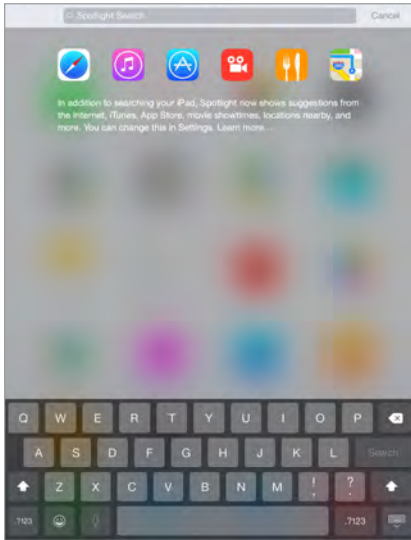 Spotlight Search Cancel
In addition to searching your iPad, Spotlight now shows suggestions from
the Internet, iTunes, App Store, movie showtimes, locations nearby, and
more. You can change this in Settings. Learn more…
Q W E R T Y U I O P
A S D F G H J K L Search
Z X C V B N M ! , ? .
.?123 .?123